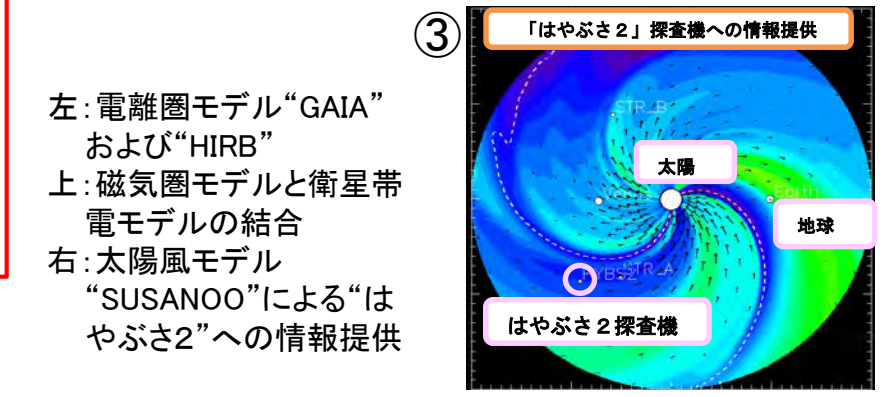 ③
「はやぶさ２」探査機への情報提供
左：電離圏モデル“GAIA”
および“HIRB”
上：磁気圏モデルと衛星帯
電モデルの結合
右：太陽風モデル
“SUSANOO”による“は
やぶさ2”への情報提供
STR_B
太陽
Earth
地球
STR_A
HYBS2
はやぶさ２探査機